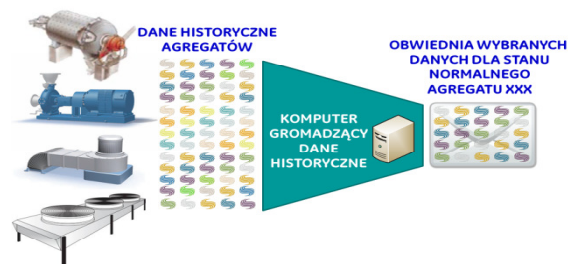 DANE HISTORYCZNE
AGREGATÓW
OBWIEDNIA WYBRANYCH
DANYCH DLA STANU
NORMALNEGO
AGREGATU XXX
KOMPUTER
GROMADZĄCY
DANE
HISTORYCZNE